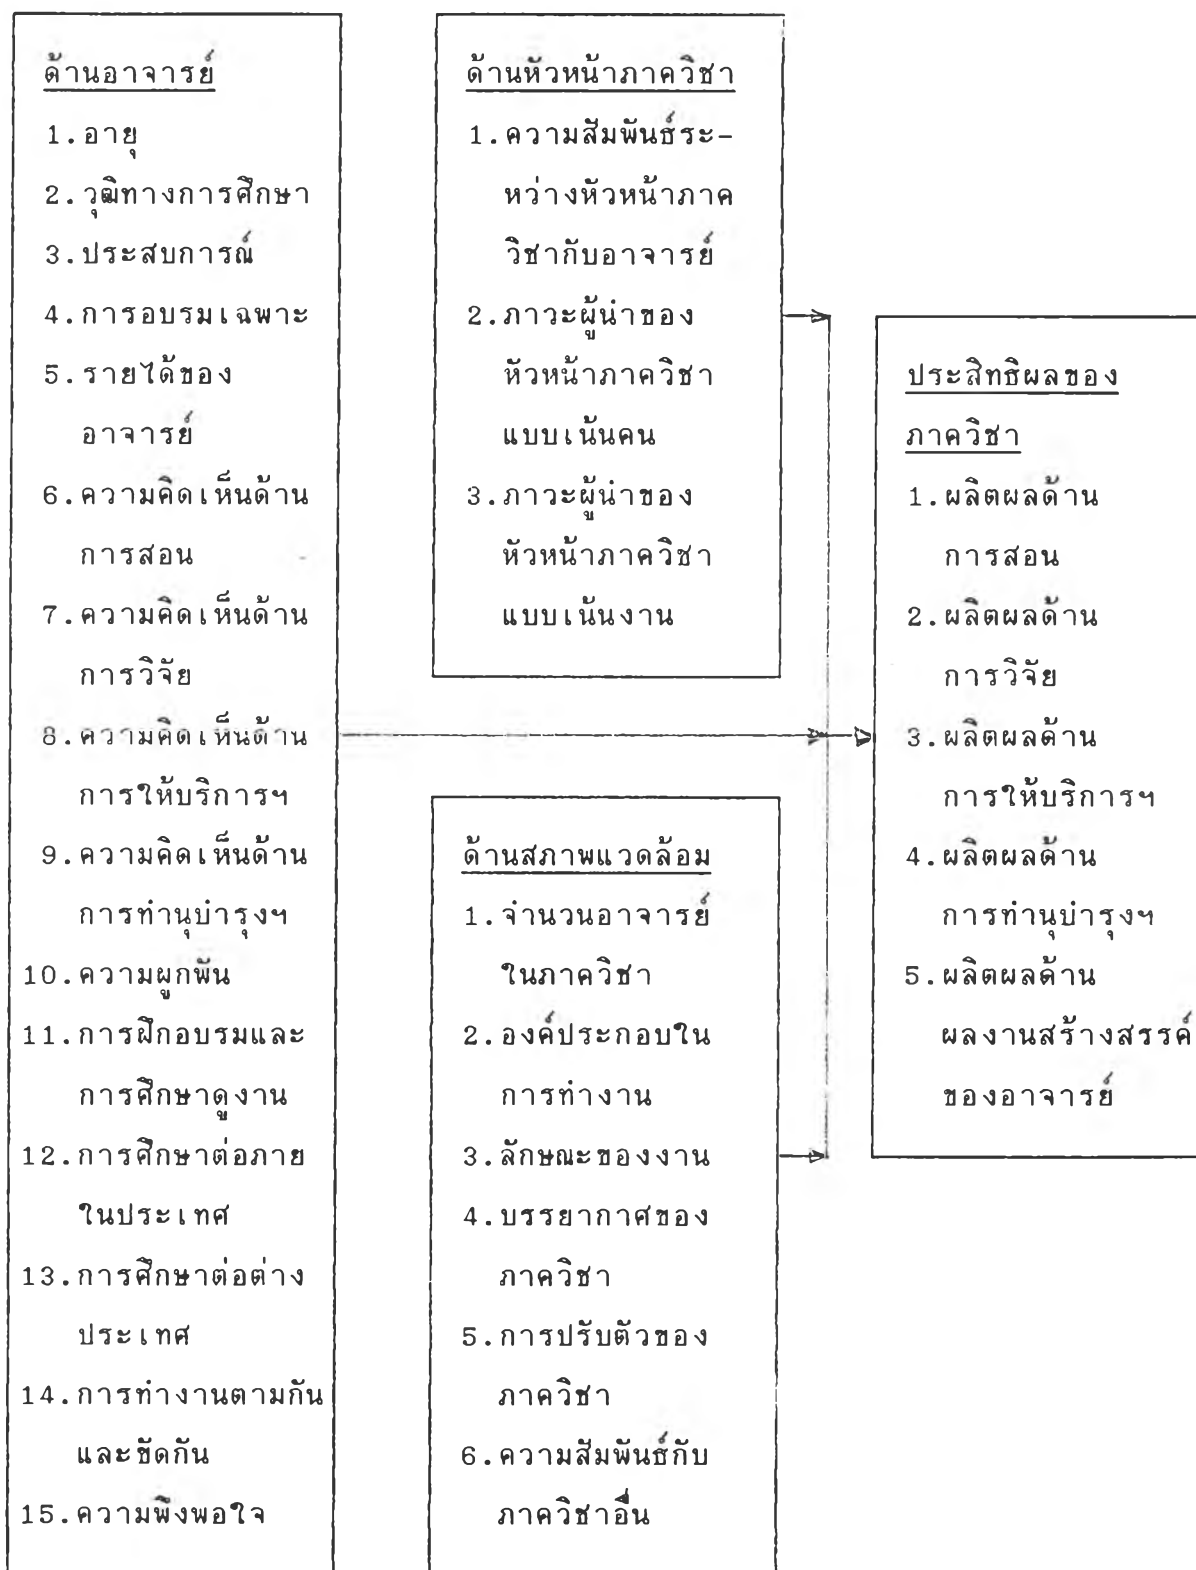 ด้านอาจารย์
1.อายุ
2.วุฒิทางการศึกษา
3.ประสบการณ์
4.การอบรมเฉพาะ
5.รายได้ของ
อาจารย์
6.ความคิดเห็นด้าน
การสอน
7.ความคิดเห็นด้าน
การวิจัย
8.ความคิดเห็นด้าน
การให้บริการฯ
9.ความคิดเห็นด้าน
การทำนุบำรุงฯ
10.ความผูกพัน
11.การฝึกอบรมและ
การศึกษาดูงาน
12.การศึกษาต่อภาย
ในประเทศ
13.การศึกษาต่อต่าง
ประเทศ
14.การทำงานตามกัน
และขัดกัน
15.ความพึงพอใจ
ด้านหัวหน้าภาควิชา
1.ความสัมพันธ์ระ-
หว่างหัวหน้าภาค
วิชากับอาจารย์
2.ภาวะผู้นำของ
หัวหน้าภาควิชา
แบบเน้นคน
3.ภาวะผู้นำของ
หัวหน้าภาควิชา
แบบเน้นงาน
ด้านสภาพแวดล้อม
1.จำนวนอาจารย์
ในภาควิชา
2.องค์ประกอบใน
การทำงาน
3.ลักษณะของงาน
4.บรรยากาศของ
ภาควิชา
5.การปรับตัวของ
ภาควิชา
6.ความสัมพันธ์กับ
ภาควิชาอื่น
ประสิทธิผลของ
ภาควิชา
1.ผลิตผลด้าน
การสอน
2.ผลิตผลด้าน
การวิจัย
3.ผลิตผลด้าน
การให้บริการฯ
4.ผลิตผลด้าน
การทำนุบำรุงฯ
5.ผลิตผลด้าน
ผลงานสร้างสรรค์
ของอาจารย์